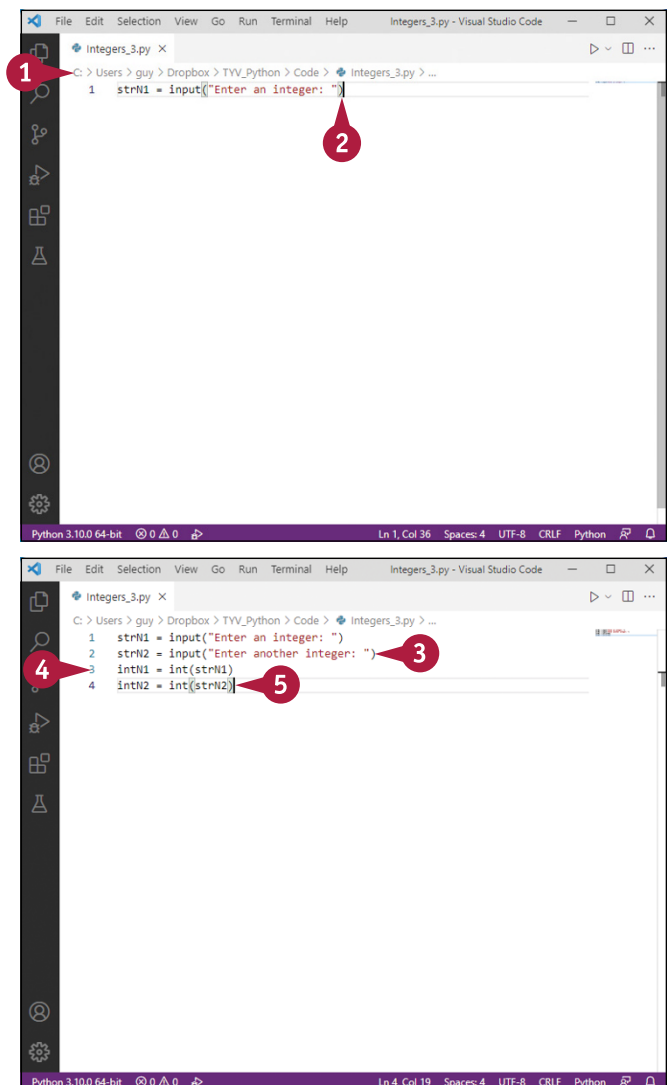 File Edit Selection View Go Run Terminal Help Integers_3.py - Visual Studio Code
Integers_3.py
C: > Users > guy > Dropbox > TYV_Python > Code > Integers_3.py > ...
1
1 strN1 = input("Enter an integer: ")
2
Python 3.10.0 64-bit 0 0 Ln 1, Col 36 Spaces: 4 UTF-8 CRLF Python
File Edit Selection View Go Run Terminal Help Integers_3.py - Visual Studio Code
Integers_3.py
C: > Users > guy > Dropbox > TYV_Python > Code > Integers_3.py > ...
1 strN1 = input("Enter an integer: ")
2 strN2 = input("Enter another integer: ")
3
4
3 intN1 = int(strN1)
4 intN2 = int(strN2)
5
Python 3.10.0 64-bit 0 0 Ln 4, Col 19 Spaces: 4 UTF-8 CRLF Python